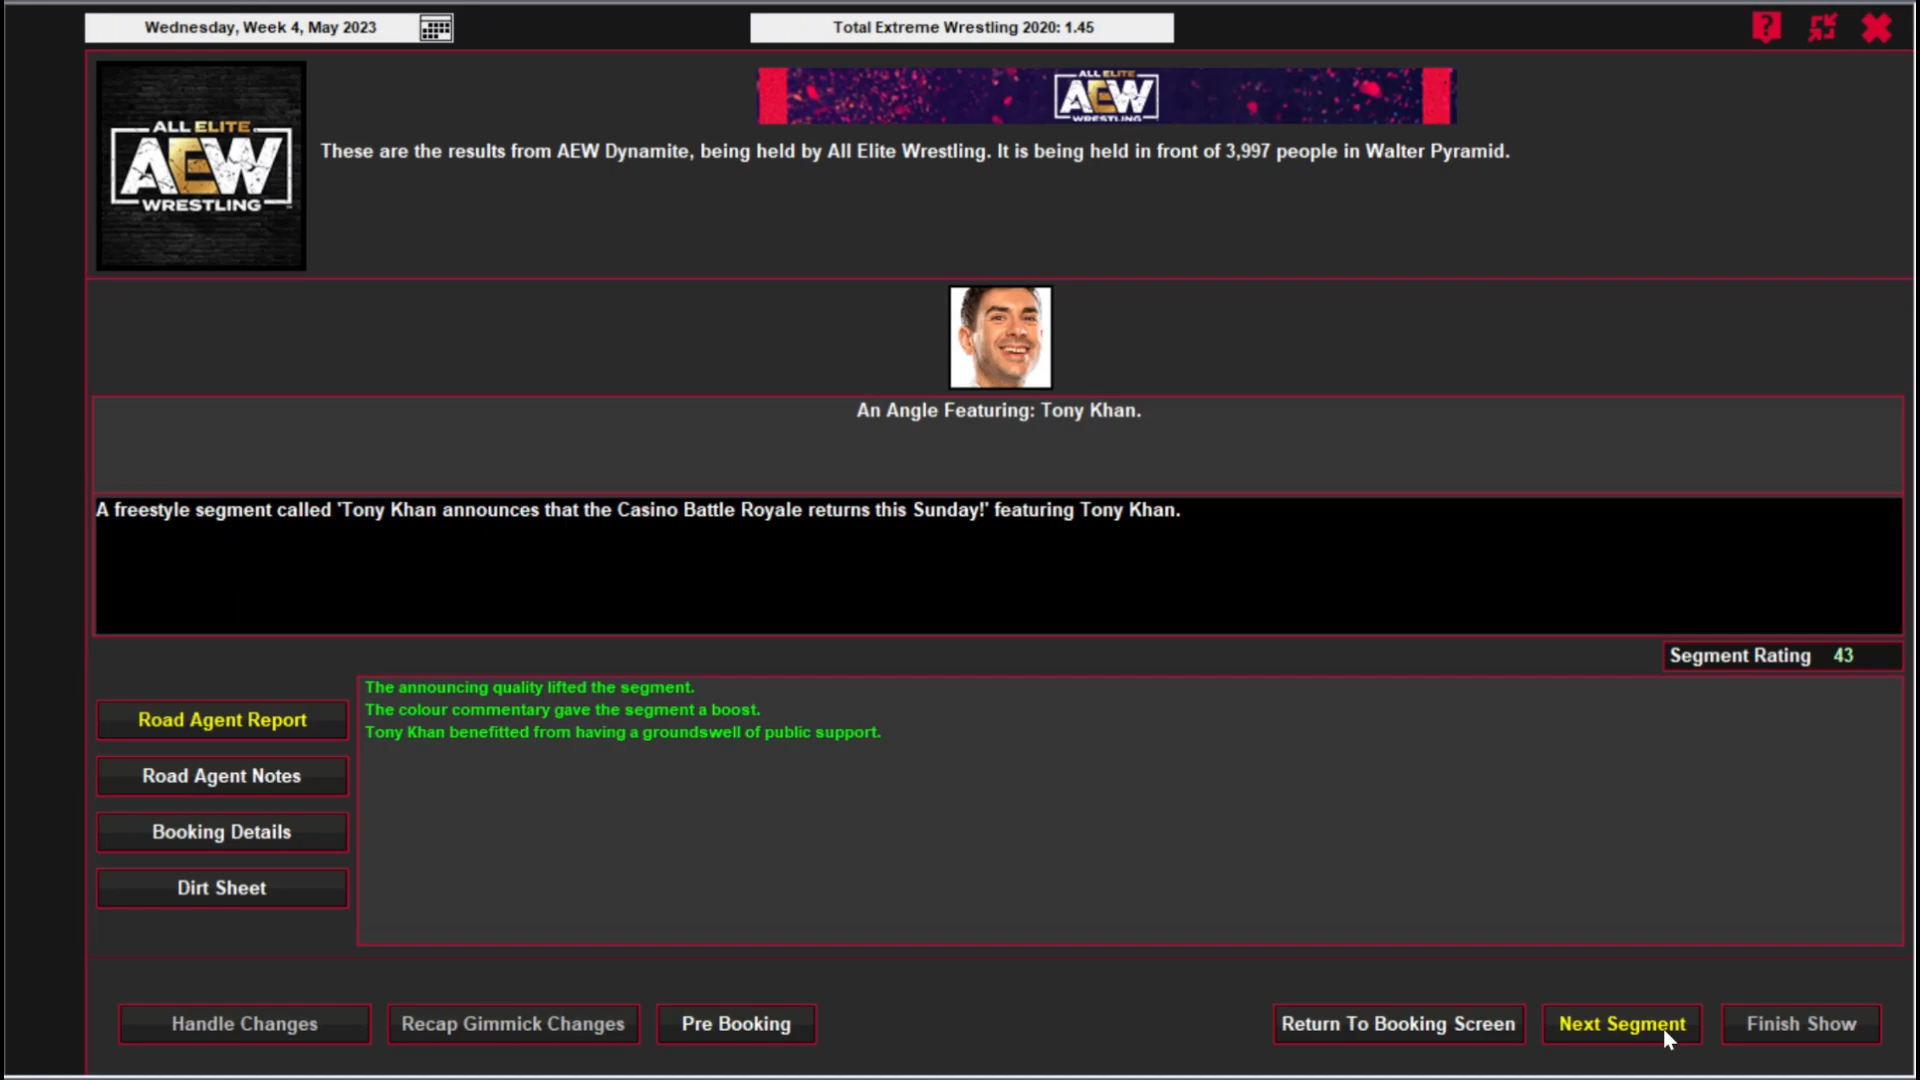 Wednesday, Week 4, May 2023
Total Extreme Wrestling 2020: 1.45
ALL ELITE
AEW
WRESTLING
ALL ELITE
AEW
WRESTLING
These are the results from AEW Dynamite, being held by All Elite Wrestling. It is being held in front of 3,997 people in Walter Pyramid.
An Angle Featuring: Tony Khan.
A freestyle segment called 'Tony Khan announces that the Casino Battle Royale returns this Sunday!' featuring Tony Khan.
Segment Rating 43
The announcing quality lifted the segment.
The colour commentary gave the segment a boost.
Tony Khan benefitted from having a groundswell of public support.
Road Agent Report
Road Agent Notes
Booking Details
Dirt Sheet
Handle Changes
Recap Gimmick Changes
Pre Booking
Return To Booking Screen
Next Segment
Finish Show